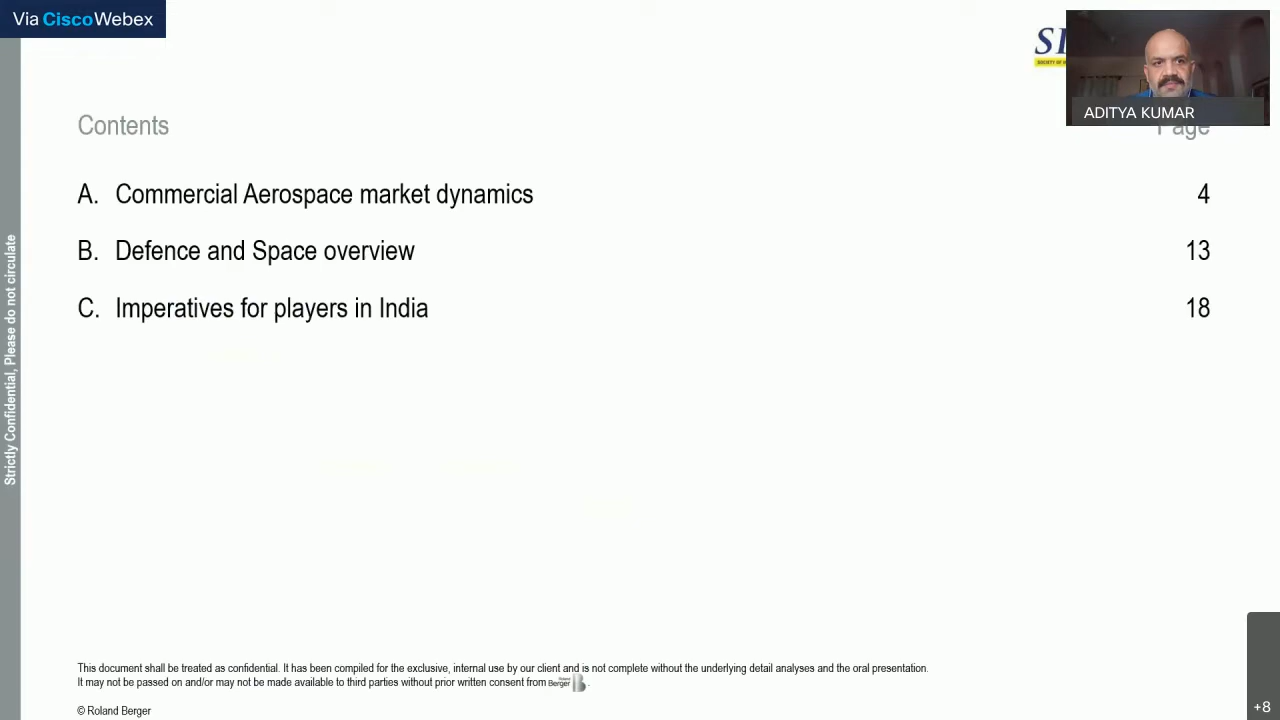 Via CiscoWebex
ADITYA KUMAR
Contents
Page
A. Commercial Aerospace market dynamics 4
B. Defence and Space overview 13
C. Imperatives for players in India 18
Strictly Confidential, Please do not circulate
This document shall be treated as confidential. It has been compiled for the exclusive, internal use by our client and is not complete without the underlying detail analyses and the oral presentation.
It may not be passed on and/or may not be made available to third parties without prior written consent from Roland Berger B .
© Roland Berger
+8